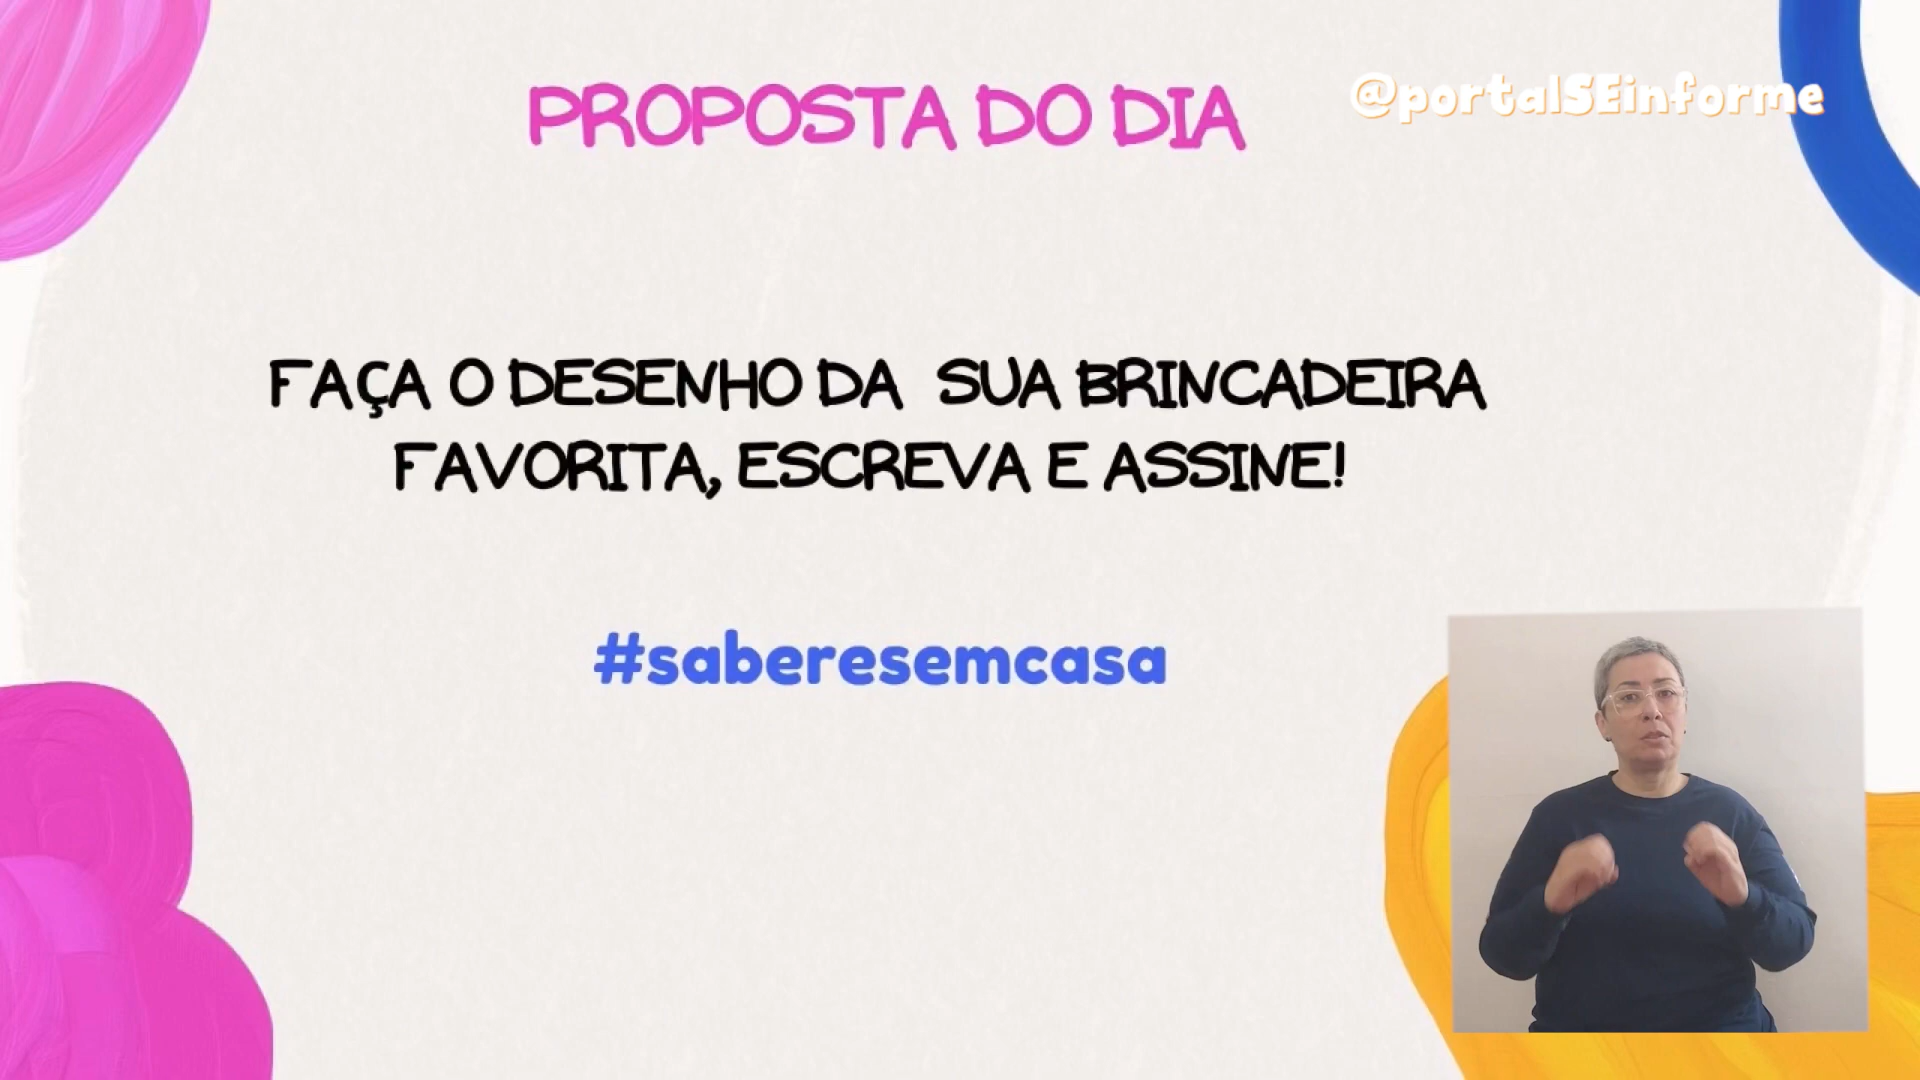 PROPOSTA DO DIA
@portalSEinforme
FAÇA O DESENHO DA SUA BRINCADEIRA
FAVORITA, ESCREVA E ASSINE!
#saberesemcasa